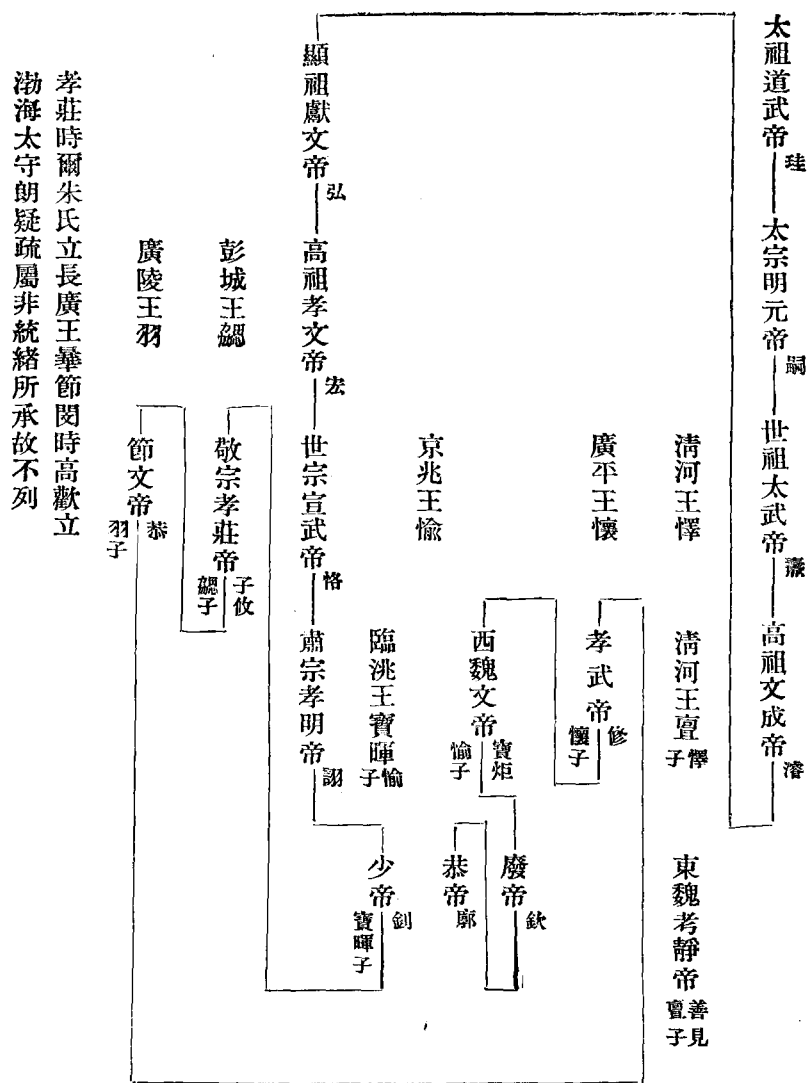 太祖道武帝 珪 太宗明元帝 嗣 世祖太武帝 燾 高祖文成帝 濬
清河王懌 清河王亶 懌子 東魏考靜帝 善見 亶子
廣平王懷 孝武帝 修 懷子
西魏文帝 寶炬 愉子 廢帝 欽
京兆王愉 恭帝 廓
臨洮王寶暉 愉子 少帝 釗 寶暉子
顯祖獻文帝 弘 高祖孝文帝 宏 世宗宣武帝 恪 肅宗孝明帝 詡
彭城王勰 敬宗孝莊帝 子攸 勰子
廣陵王羽 節文帝 恭 羽子
孝莊時爾朱氏立長廣王曅節閔時高歡立
渤海太守朗疑疏屬非統緒所承故不列